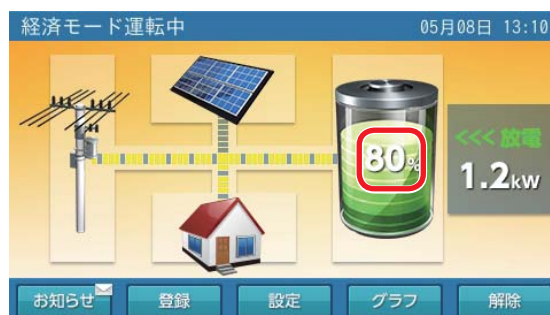 経済モード運転中 05月08日 13:10
80%
<<< 放電
1.2kW
お知らせ 登録 設定 グラフ 解除